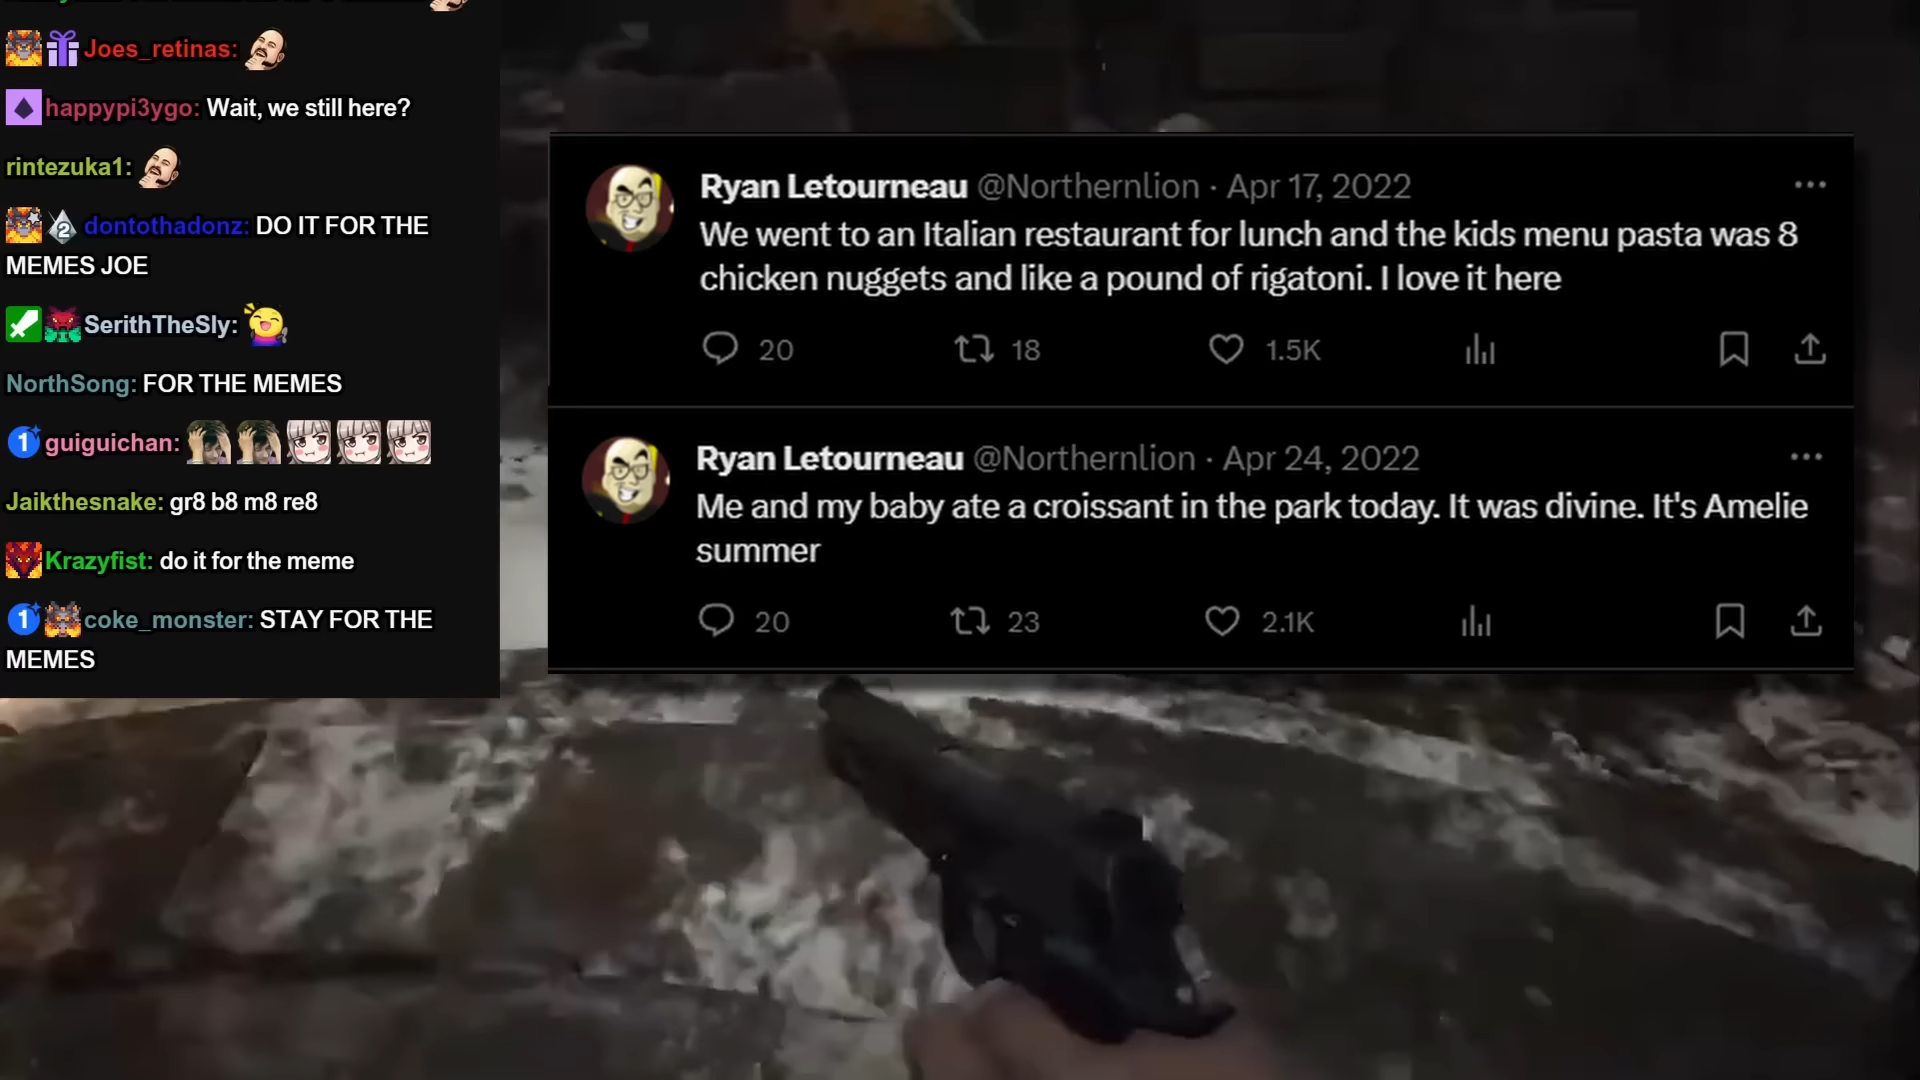 Joes_retinas:
happypi3ygo: Wait, we still here?
rintezuka1:
2 dontothadonz: DO IT FOR THE
MEMES JOE
SerithTheSly:
NorthSong: FOR THE MEMES
1 guiguichan:
Jaikthesnake: gr8 b8 m8 re8
Krazyfist: do it for the meme
1 coke_monster: STAY FOR THE
MEMES
Ryan Letourneau @Northernlion · Apr 17, 2022
We went to an Italian restaurant for lunch and the kids menu pasta was 8
chicken nuggets and like a pound of rigatoni. I love it here
20 18 1.5K
Ryan Letourneau @Northernlion · Apr 24, 2022
Me and my baby ate a croissant in the park today. It was divine. It's Amelie
summer
20 23 2.1K